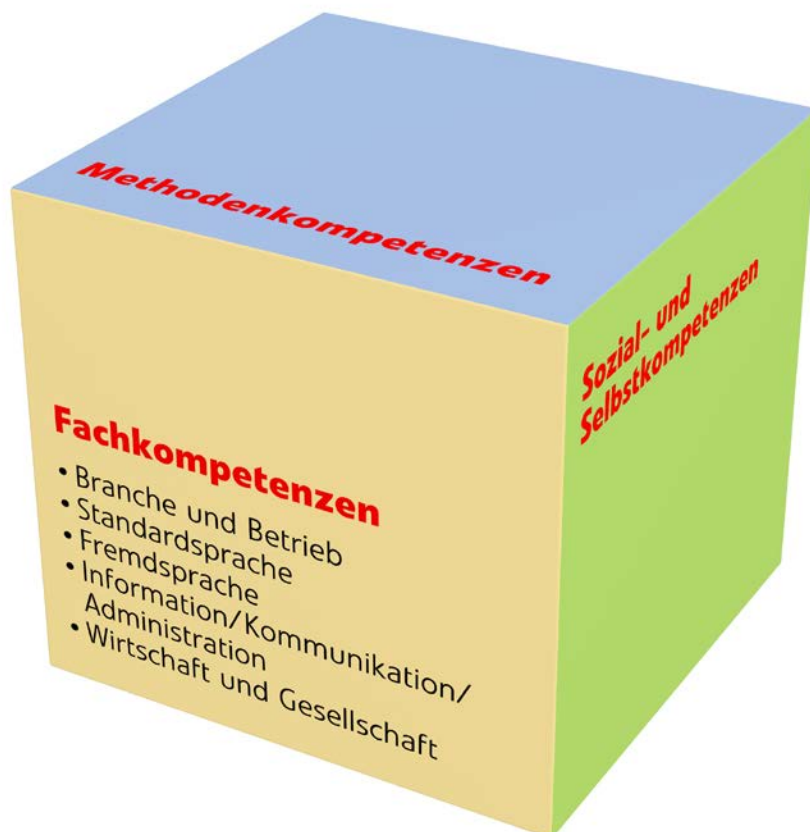 Methodenkompetenzen
Sozial- und
Selbstkompetenzen
Fachkompetenzen
• Branche und Betrieb
• Standardsprache
• Fremdsprache
• Information/Kommunikation/
Administration
• Wirtschaft und Gesellschaft